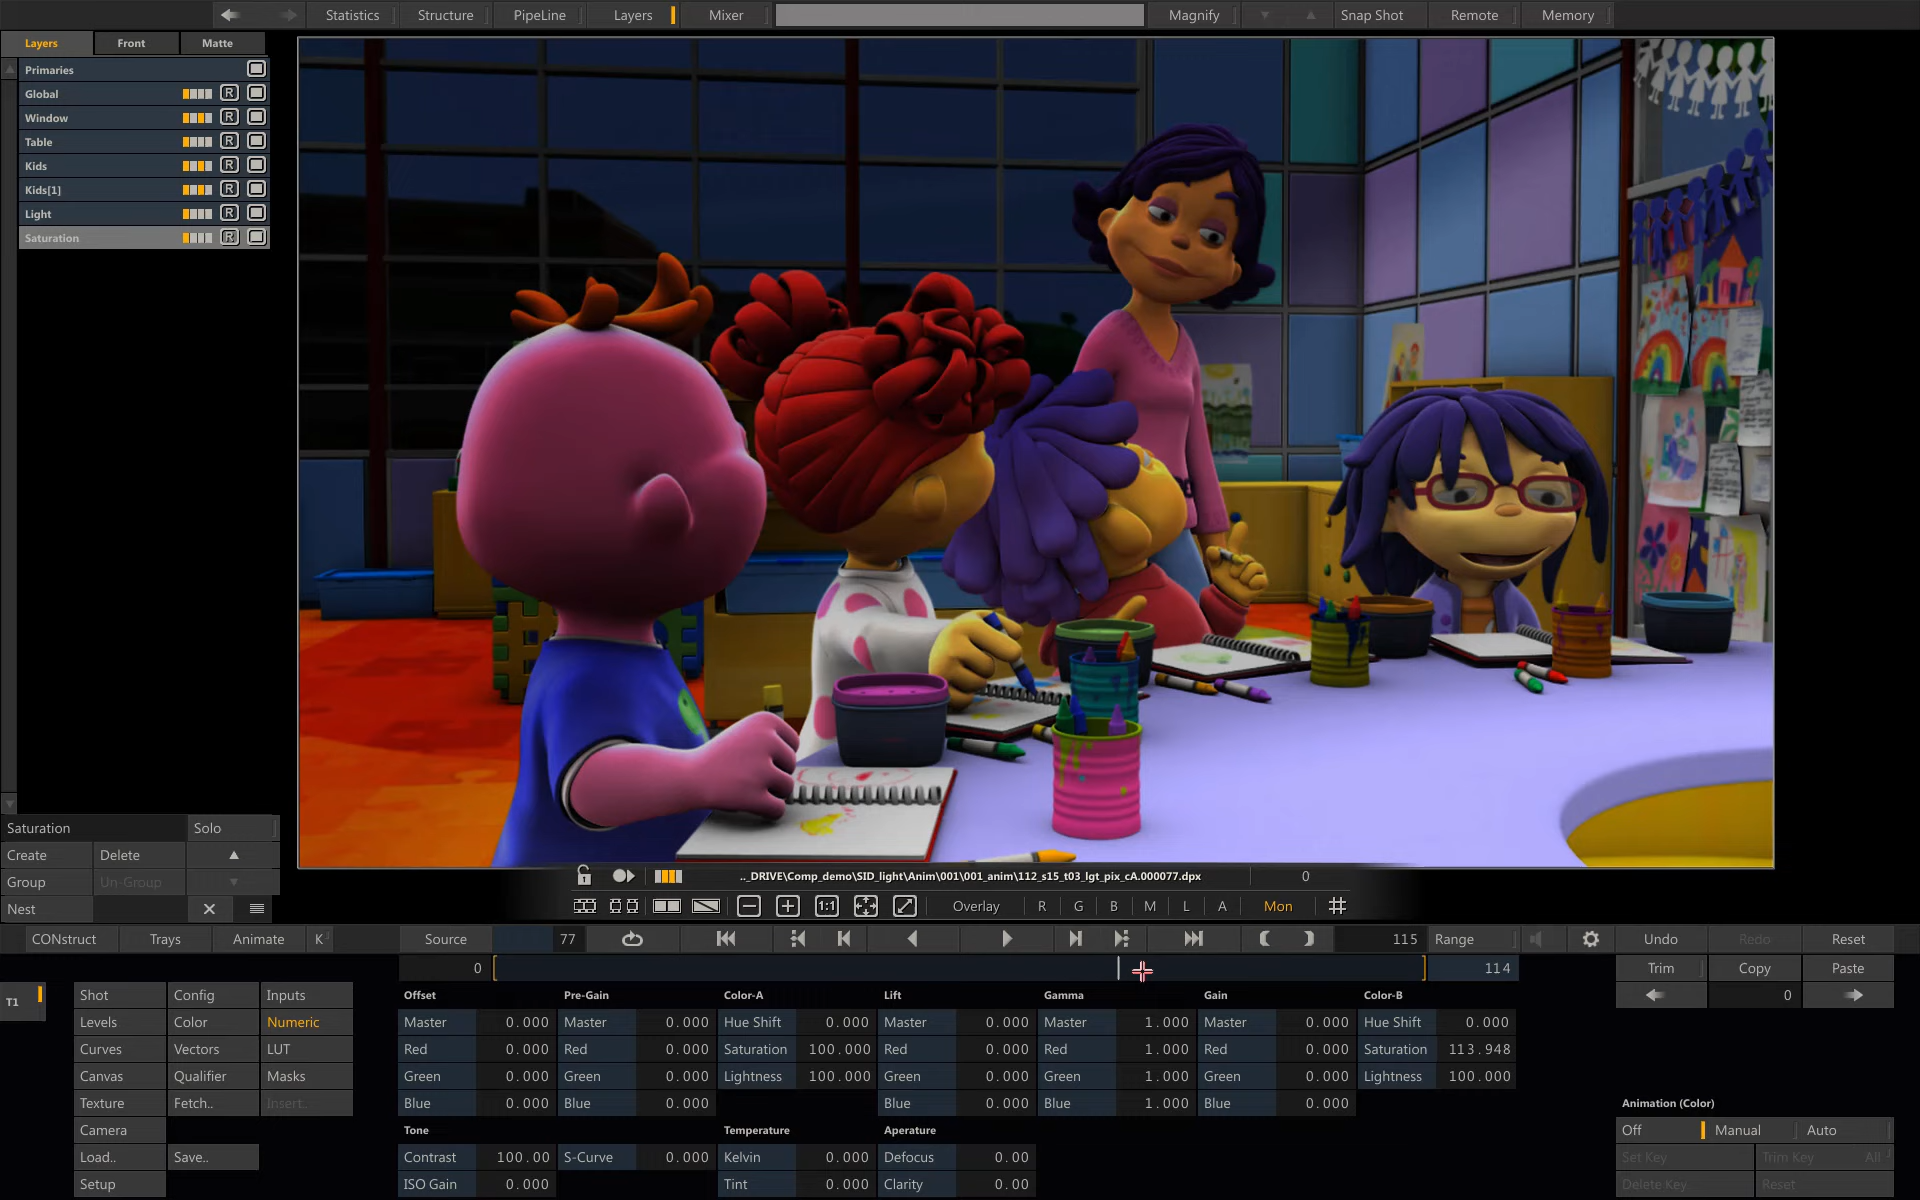 Statistics Structure PipeLine Layers Mixer Magnify Snap Shot Remote Memory
Layers Front Matte
Primaries
Global R
Window R
Table R
Kids R
Kids[1] R
Light R
Saturation R
Saturation Solo
Create Delete
Group Un-Group
Nest
.._DRIVE\Comp_demo\SID_light\Anim\001\001_anim\112_s15_t03_lgt_pix_cA.000077.dpx 0
1:1 Overlay R G B M L A Mon
CONstruct Trays Animate K Source 77 115 Range Undo Redo Reset
0 114 Trim Copy Paste
0
T1
Shot Config Inputs
Levels Color Numeric
Curves Vectors LUT
Canvas Qualifier Masks
Texture Fetch.. Insert..
Camera
Load.. Save..
Setup
Offset Pre-Gain Color-A Lift Gamma Gain Color-B
Master 0.000 Master 0.000 Hue Shift 0.000 Master 0.000 Master 1.000 Master 0.000 Hue Shift 0.000
Red 0.000 Red 0.000 Saturation 100.000 Red 0.000 Red 1.000 Red 0.000 Saturation 113.948
Green 0.000 Green 0.000 Lightness 100.000 Green 0.000 Green 1.000 Green 0.000 Lightness 100.000
Blue 0.000 Blue 0.000 Blue 0.000 Blue 1.000 Blue 0.000
Tone Temperature Aperature
Contrast 100.00 S-Curve 0.000 Kelvin 0.000 Defocus 0.00
ISO Gain 0.000 Tint 0.000 Clarity 0.00
Animation (Color)
Off Manual Auto
Set Key Trim Key All
Delete Key Reset